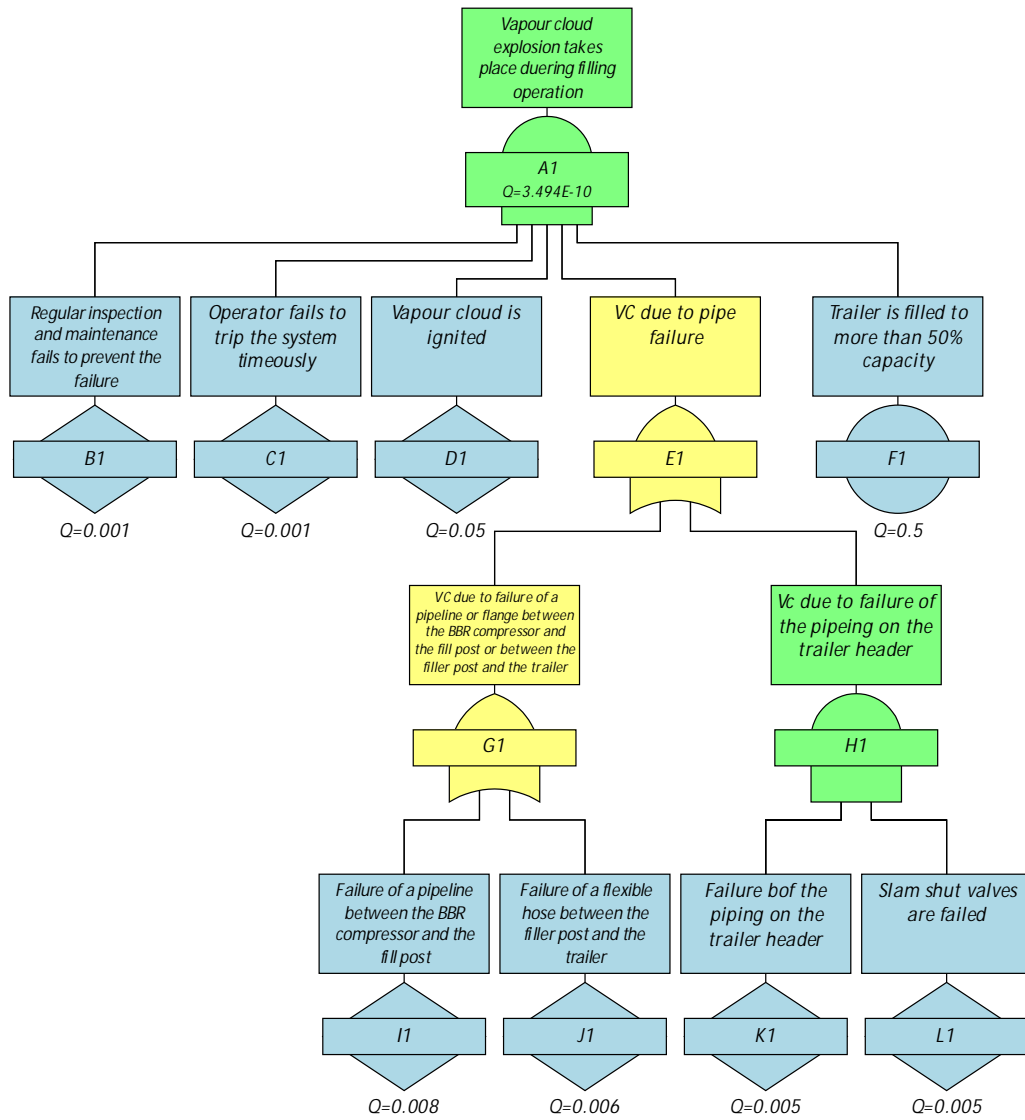 Vapour cloud
explosion takes
place duering filling
operation
A1
Q=3.494E-10
Regular inspection
and maintenance
fails to prevent the
failure
B1
Q=0.001
Operator fails to
trip the system
timeously
C1
Q=0.001
Vapour cloud is
ignited
D1
Q=0.05
VC due to pipe
failure
E1
Trailer is filled to
more than 50%
capacity
F1
Q=0.5
VC due to failure of a
pipeline or flange between
the BBR compressor and
the fill post or between the
filler post and the trailer
G1
Vc due to failure of
the pipeing on the
trailer header
H1
Failure of a pipeline
between the BBR
compressor and the
fill post
I1
Q=0.008
Failure of a flexible
hose between the
filler post and the
trailer
J1
Q=0.006
Failure bof the
piping on the
trailer header
K1
Q=0.005
Slam shut valves
are failed
L1
Q=0.005